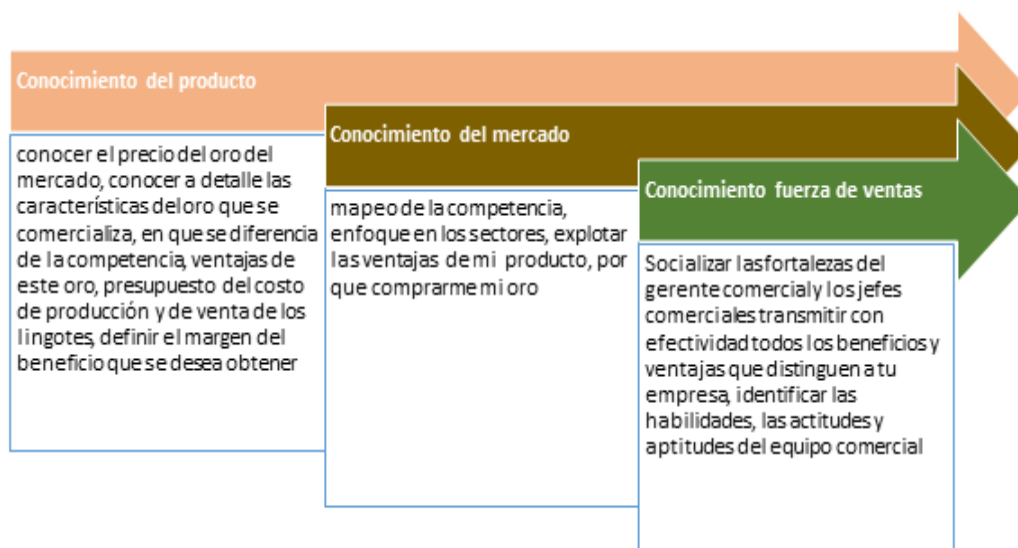 Conocimiento del producto
conocer el precio del oro del
mercado, conocer a detalle las
características del oro que se
comercializa, en que se diferencia
de la competencia, ventajas de
este oro, presupuesto del costo
de producción y de venta de los
lingotes, definir el margen del
beneficio que se desea obtener
Conocimiento del mercado
mapeo de la competencia,
enfoque en los sectores, explotar
las ventajas de mi producto, por
que comprarme mi oro
Conocimiento fuerza de ventas
Socializar las fortalezas del
gerente comercial y los jefes
comerciales transmitir con
efectividad todos los beneficios y
ventajas que distinguen a tu
empresa, identificar las
habilidades, las actitudes y
aptitudes del equipo comercial